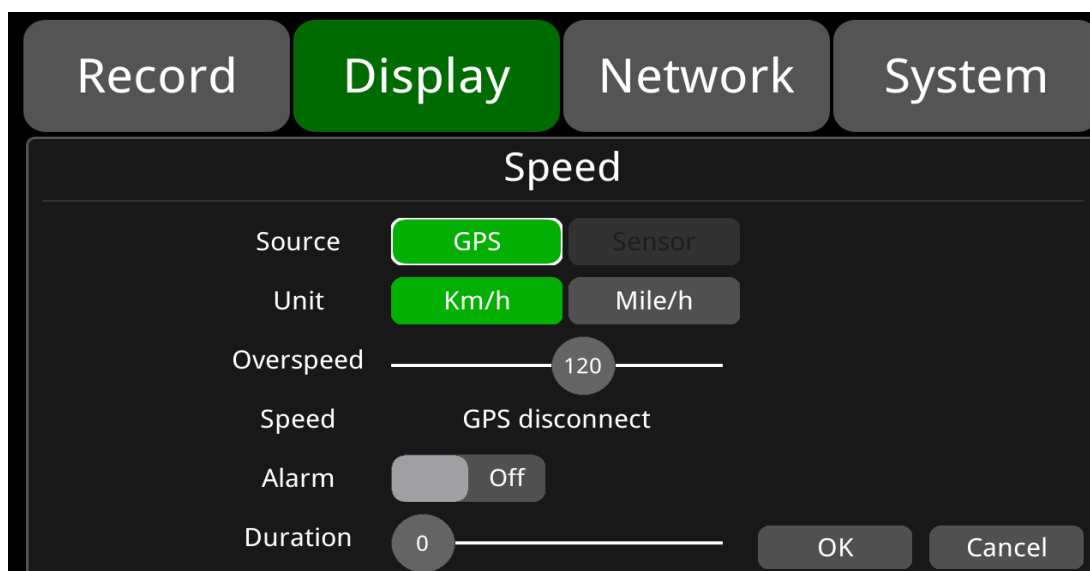 Record Display Network System
Speed
Source GPS Sensor
Unit Km/h Mile/h
Overspeed 120
Speed GPS disconnect
Alarm Off
Duration 0 OK Cancel